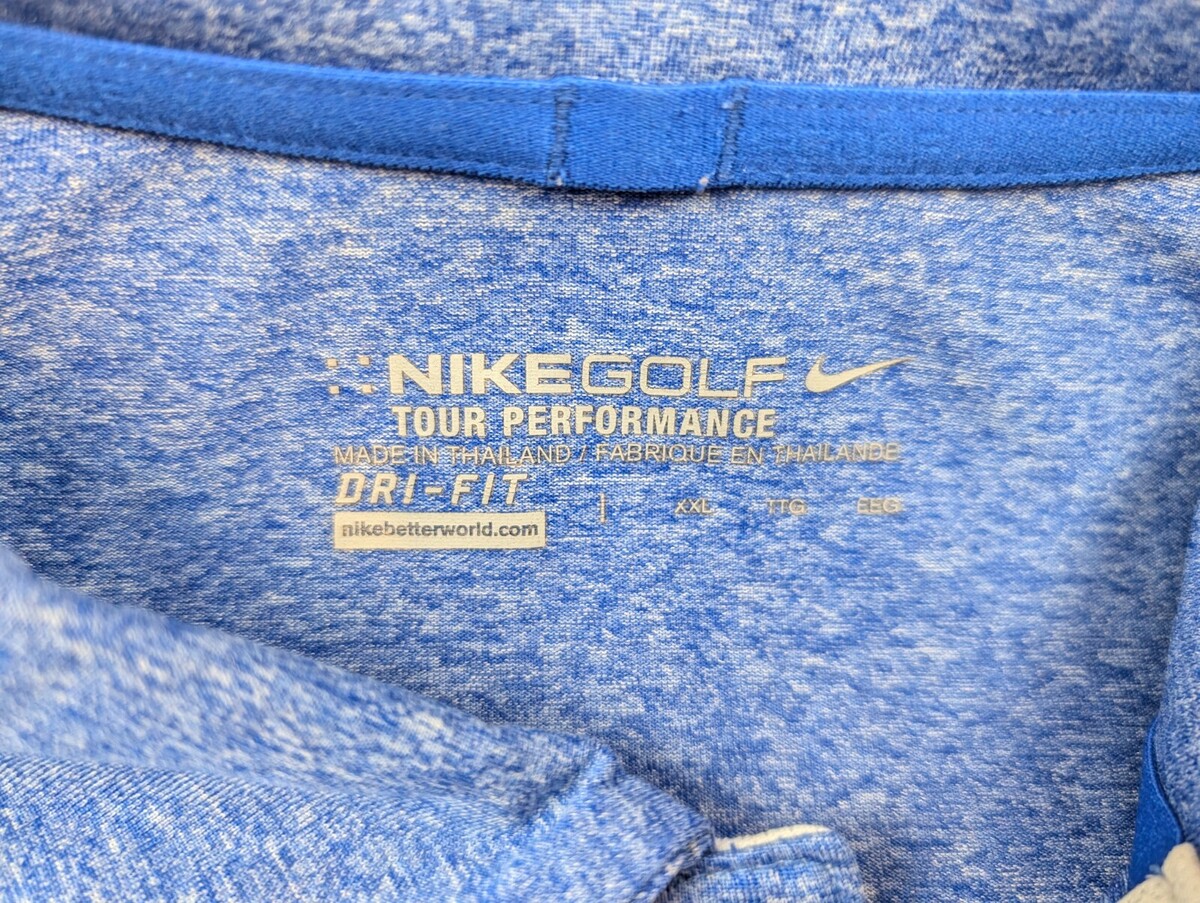 NIKEGOLF
TOUR PERFORMANCE
MADE IN THAILAND / FABRIQUE EN THAILANDE
DRI-FIT
XXL TTG EEG
nikebetterworld.com